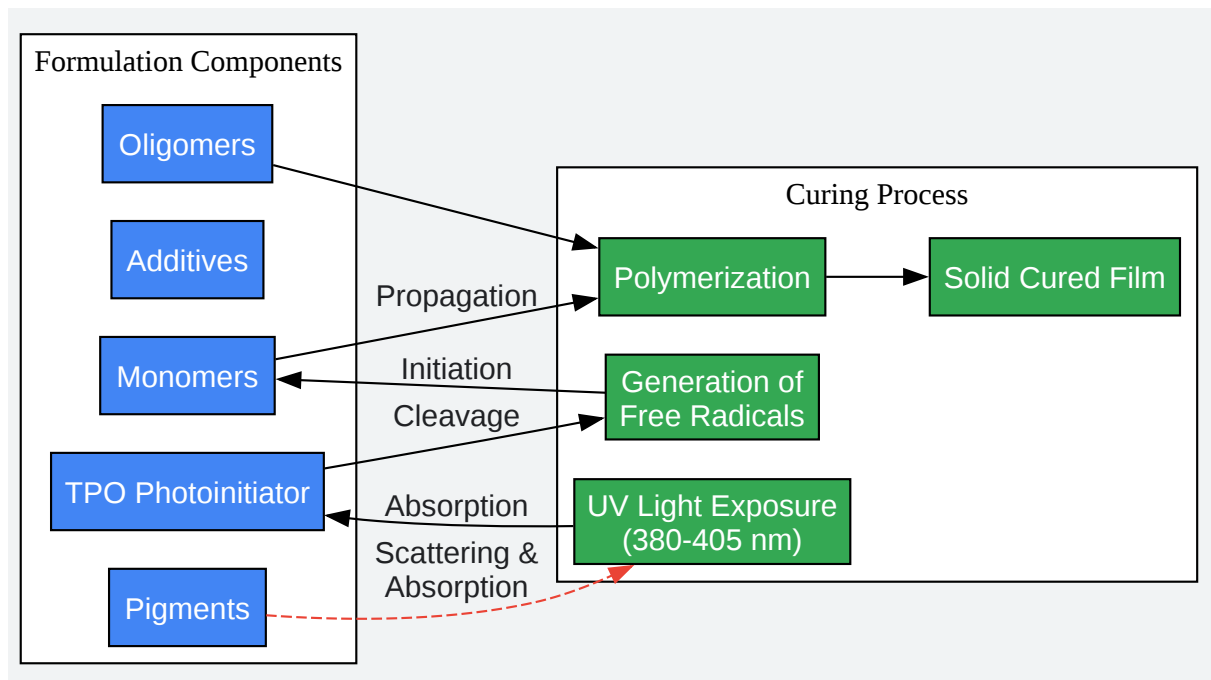 Formulation Components
Oligomers
Additives
Monomers
TPO Photoinitiator
Pigments
Propagation
Initiation
Cleavage
Absorption
Scattering &
Absorption
Curing Process
Polymerization
Solid Cured Film
Generation of
Free Radicals
UV Light Exposure
(380-405 nm)